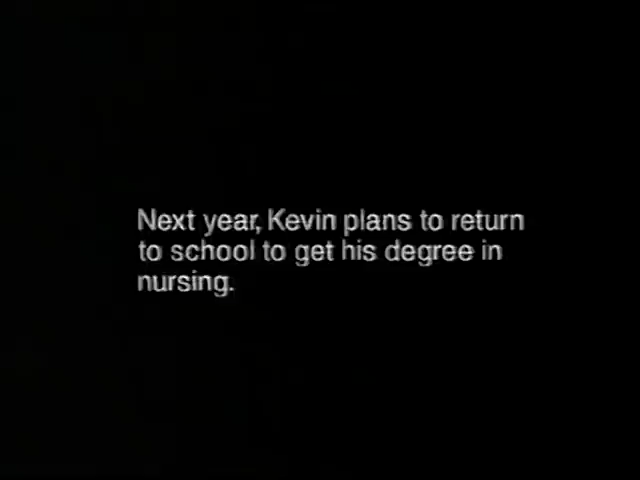 Next year, Kevin plans to return
to school to get his degree in
nursing.